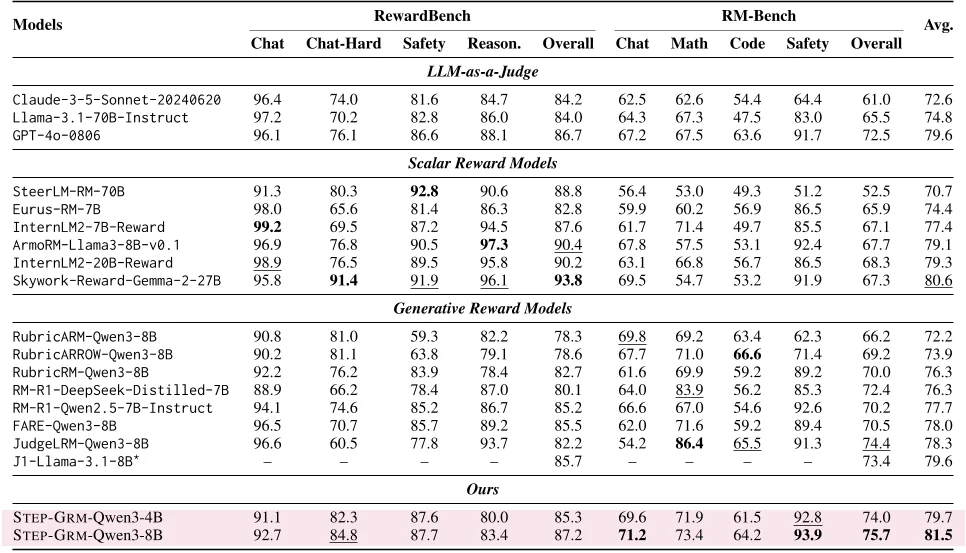 Models RewardBench RM-Bench Avg.
Chat Chat-Hard Safety Reason. Overall Chat Math Code Safety Overall
LLM-as-a-Judge
Claude-3-5-Sonnet-20240620 96.4 74.0 81.6 84.7 84.2 62.5 62.6 54.4 64.4 61.0 72.6
Llama-3.1-70B-Instruct 97.2 70.2 82.8 86.0 84.0 64.3 67.3 47.5 83.0 65.5 74.8
GPT-4o-0806 96.1 76.1 86.6 88.1 86.7 67.2 67.5 63.6 91.7 72.5 79.6
Scalar Reward Models
SteerLM-RM-70B 91.3 80.3 92.8 90.6 88.8 56.4 53.0 49.3 51.2 52.5 70.7
Eurus-RM-7B 98.0 65.6 81.4 86.3 82.8 59.9 60.2 56.9 86.5 65.9 74.4
InternLM2-7B-Reward 99.2 69.5 87.2 94.5 87.6 61.7 71.4 49.7 85.5 67.1 77.4
ArmoRM-Llama3-8B-v0.1 96.9 76.8 90.5 97.3 90.4 67.8 57.5 53.1 92.4 67.7 79.1
InternLM2-20B-Reward 98.9 76.5 89.5 95.8 90.2 63.1 66.8 56.7 86.5 68.3 79.3
Skywork-Reward-Gemma-2-27B 95.8 91.4 91.9 96.1 93.8 69.5 54.7 53.2 91.9 67.3 80.6
Generative Reward Models
RubricARM-Qwen3-8B 90.8 81.0 59.3 82.2 78.3 69.8 69.2 63.4 62.3 66.2 72.2
RubricARROW-Qwen3-8B 90.2 81.1 63.8 79.1 78.6 67.7 71.0 66.6 71.4 69.2 73.9
RubricRM-Qwen3-8B 92.2 76.2 83.9 78.4 82.7 61.6 69.9 59.2 89.2 70.0 76.3
RM-R1-DeepSeek-Distilled-7B 88.9 66.2 78.4 87.0 80.1 64.0 83.9 56.2 85.3 72.4 76.3
RM-R1-Qwen2.5-7B-Instruct 94.1 74.6 85.2 86.7 85.2 66.6 67.0 54.6 92.6 70.2 77.7
FARE-Qwen3-8B 96.5 70.7 85.7 89.2 85.5 62.0 71.6 59.2 89.4 70.5 78.0
JudgeLRM-Qwen3-8B 96.6 60.5 77.8 93.7 82.2 54.2 86.4 65.5 91.3 74.4 78.3
J1-Llama-3.1-8B* – – – – 85.7 – – – – 73.4 79.6
Ours
STEP-GRM-Qwen3-4B 91.1 82.3 87.6 80.0 85.3 69.6 71.9 61.5 92.8 74.0 79.7
STEP-GRM-Qwen3-8B 92.7 84.8 87.7 83.4 87.2 71.2 73.4 64.2 93.9 75.7 81.5